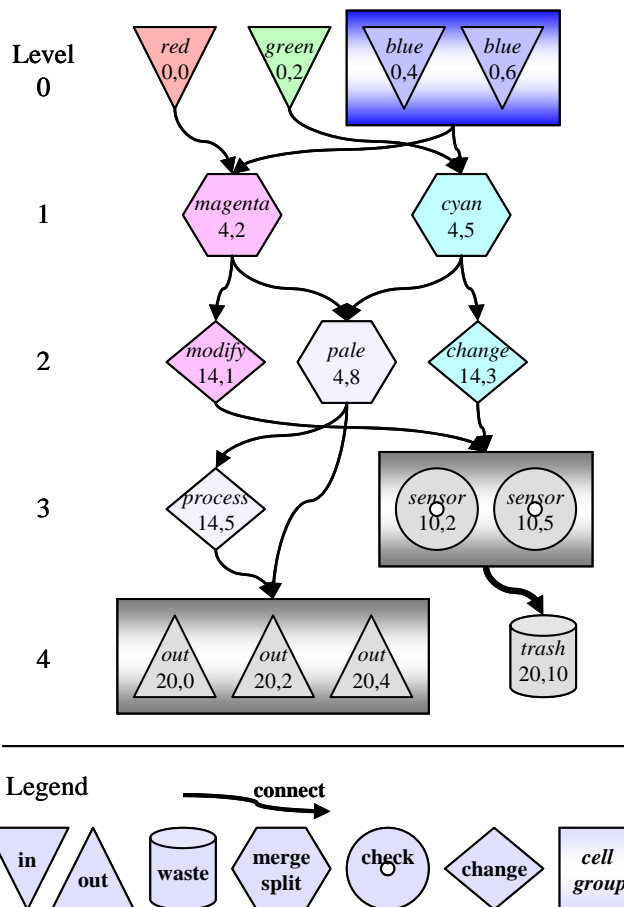 Level
0
red
0,0
green
0,2
blue
0,4
blue
0,6
1
magenta
4,2
cyan
4,5
2
modify
14,1
pale
4,8
change
14,3
3
process
14,5
sensor
10,2
sensor
10,5
4
out
20,0
out
20,2
out
20,4
trash
20,10
Legend
connect
in
out
waste
merge
split
check
change
cell
group